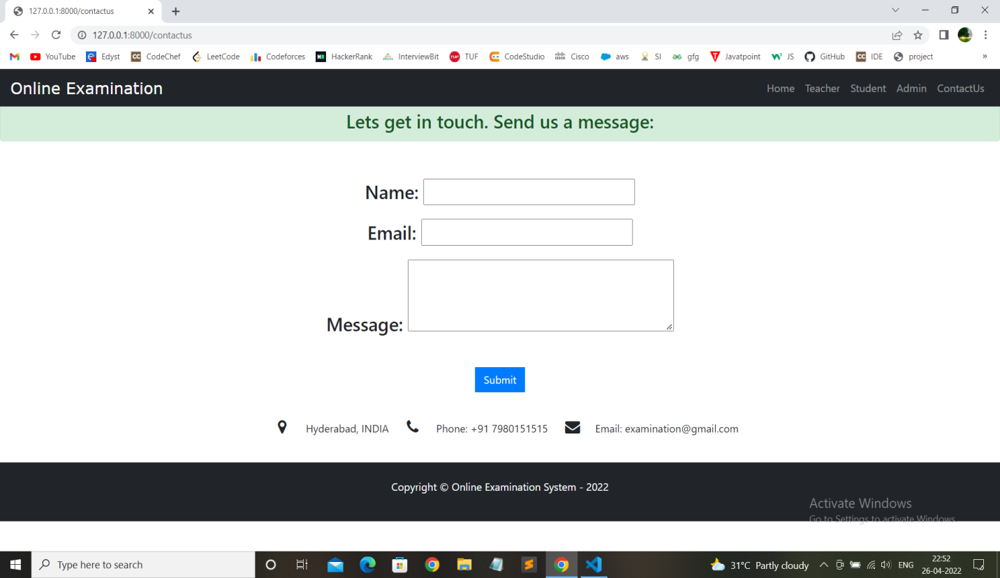 127.0.0.1:8000/contactus
127.0.0.1:8000/contactus
YouTube Edyst CodeChef LeetCode Codeforces HackerRank InterviewBit TUF CodeStudio Cisco aws SI gfg Javatpoint JS GitHub IDE project »
Online Examination Home Teacher Student Admin ContactUs
Lets get in touch. Send us a message:
Name:
Email:
Message:
Submit
Hyderabad, INDIA Phone: +91 7980151515 Email: examination@gmail.com
Copyright © Online Examination System - 2022
Activate Windows
Go to Settings to activate Windows.
Type here to search 31°C Partly cloudy ENG 22:52
26-04-2022